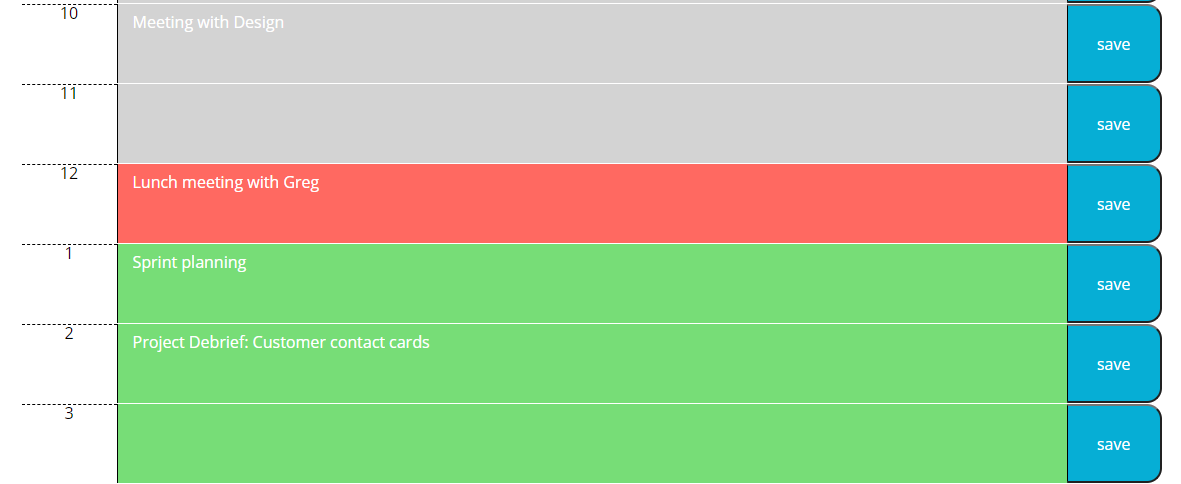 10 Meeting with Design save
11 save
12 Lunch meeting with Greg save
1 Sprint planning save
2 Project Debrief: Customer contact cards save
3 save